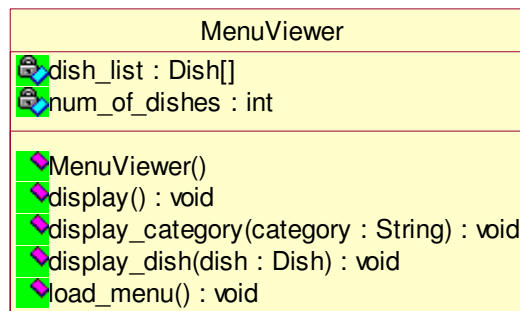 MenuViewer
dish_list : Dish[]
num_of_dishes : int
MenuViewer()
display() : void
display_category(category : String) : void
display_dish(dish : Dish) : void
load_menu() : void